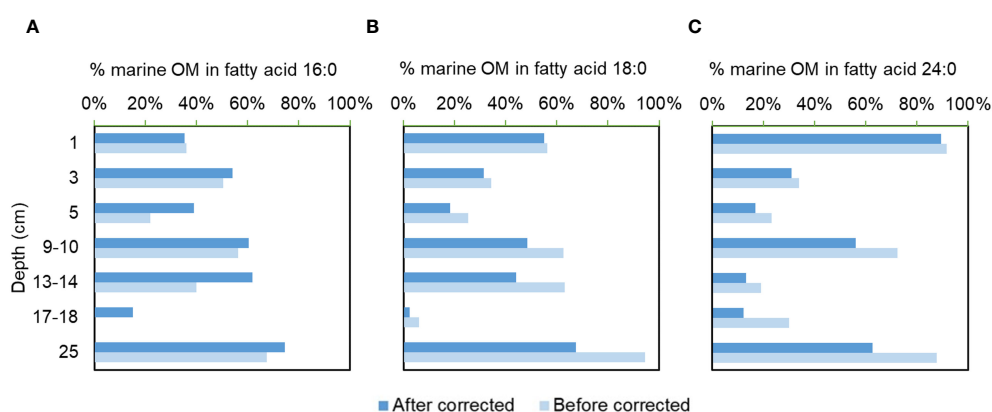 A
B
C
% marine OM in fatty acid 16:0
% marine OM in fatty acid 18:0
% marine OM in fatty acid 24:0
0% 20% 40% 60% 80% 100%
0% 20% 40% 60% 80% 100%
0% 20% 40% 60% 80% 100%
Depth (cm)
1
3
5
9-10
13-14
17-18
25
After corrected
Before corrected